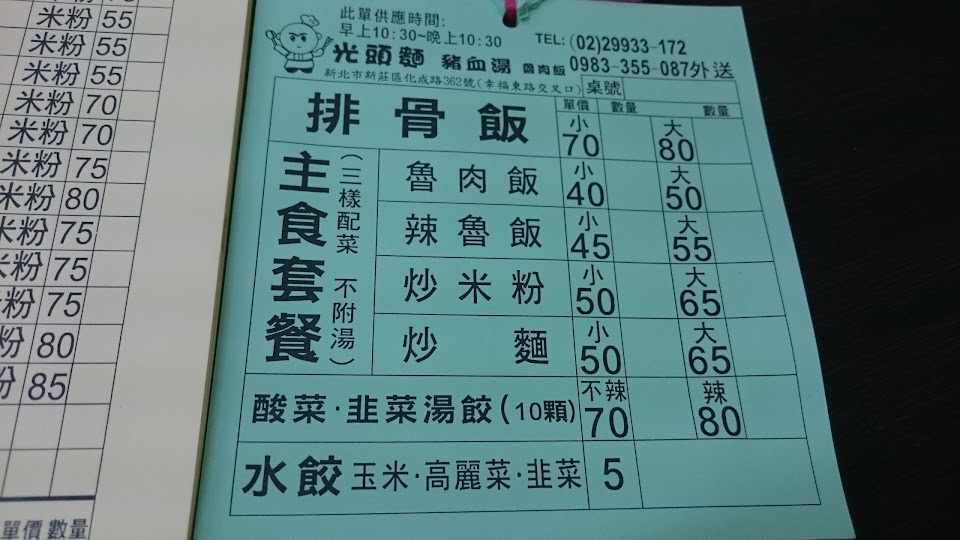 55
米粉 55
米粉 55
米粉 55
米粉 70
米粉 70
米粉 75
米粉 80
米粉 75
米粉 75
米粉 75
粉 80
粉 85
單價 數量
此單供應時間:
早上10:30~晚上10:30
TEL: (02)29933-172
光頭麵 豬血湯 魯肉飯 0983-355-087外送
新北市新莊區化成路362號(幸福東路交叉口) 桌號
單價 數量 數量
排骨飯 小 70 大 80
主食套餐 (三樣配菜 不附湯)
魯肉飯 小 40 大 50
辣魯飯 小 45 大 55
炒米粉 小 50 大 65
炒麵 小 50 大 65
酸菜·韭菜湯餃(10顆) 不辣 70 辣 80
水餃 玉米·高麗菜·韭菜 5